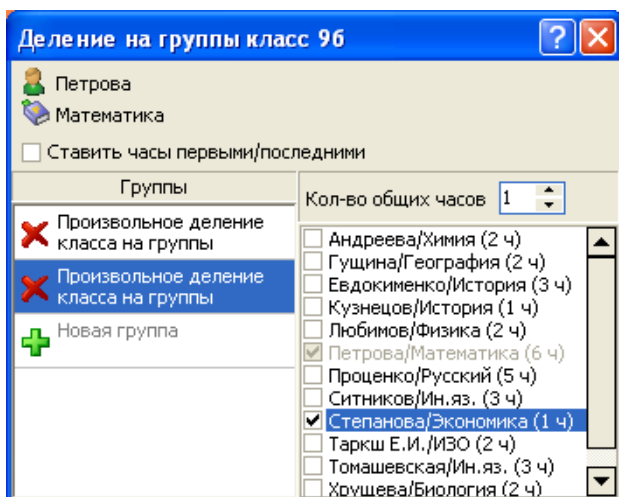 Деление на группы класс 9б
Петрова
Математика
Ставить часы первыми/последними
Группы
Произвольное деление
класса на группы
Произвольное деление
класса на группы
Новая группа
Кол-во общих часов 1
Андреева/Химия (2 ч)
Гущина/География (2 ч)
Евдокименко/История (3 ч)
Кузнецов/История (1 ч)
Любимов/Физика (2 ч)
Петрова/Математика (6 ч)
Проценко/Русский (5 ч)
Ситников/Ин.яз. (3 ч)
Степанова/Экономика (1 ч)
Таркш Е.И./ИЗО (2 ч)
Томашевская/Ин.яз. (3 ч)
Хрущева/Биология (2 ч)